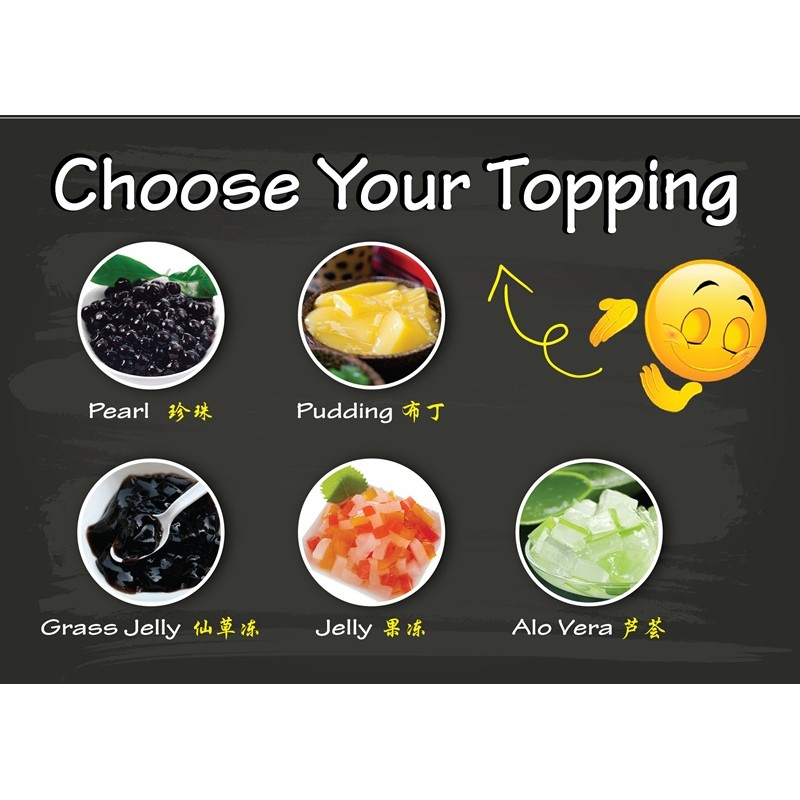 Choose Your Topping
Pearl 珍珠
Pudding 布丁
Grass Jelly 仙草冻
Jelly 果冻
Alo Vera 芦荟